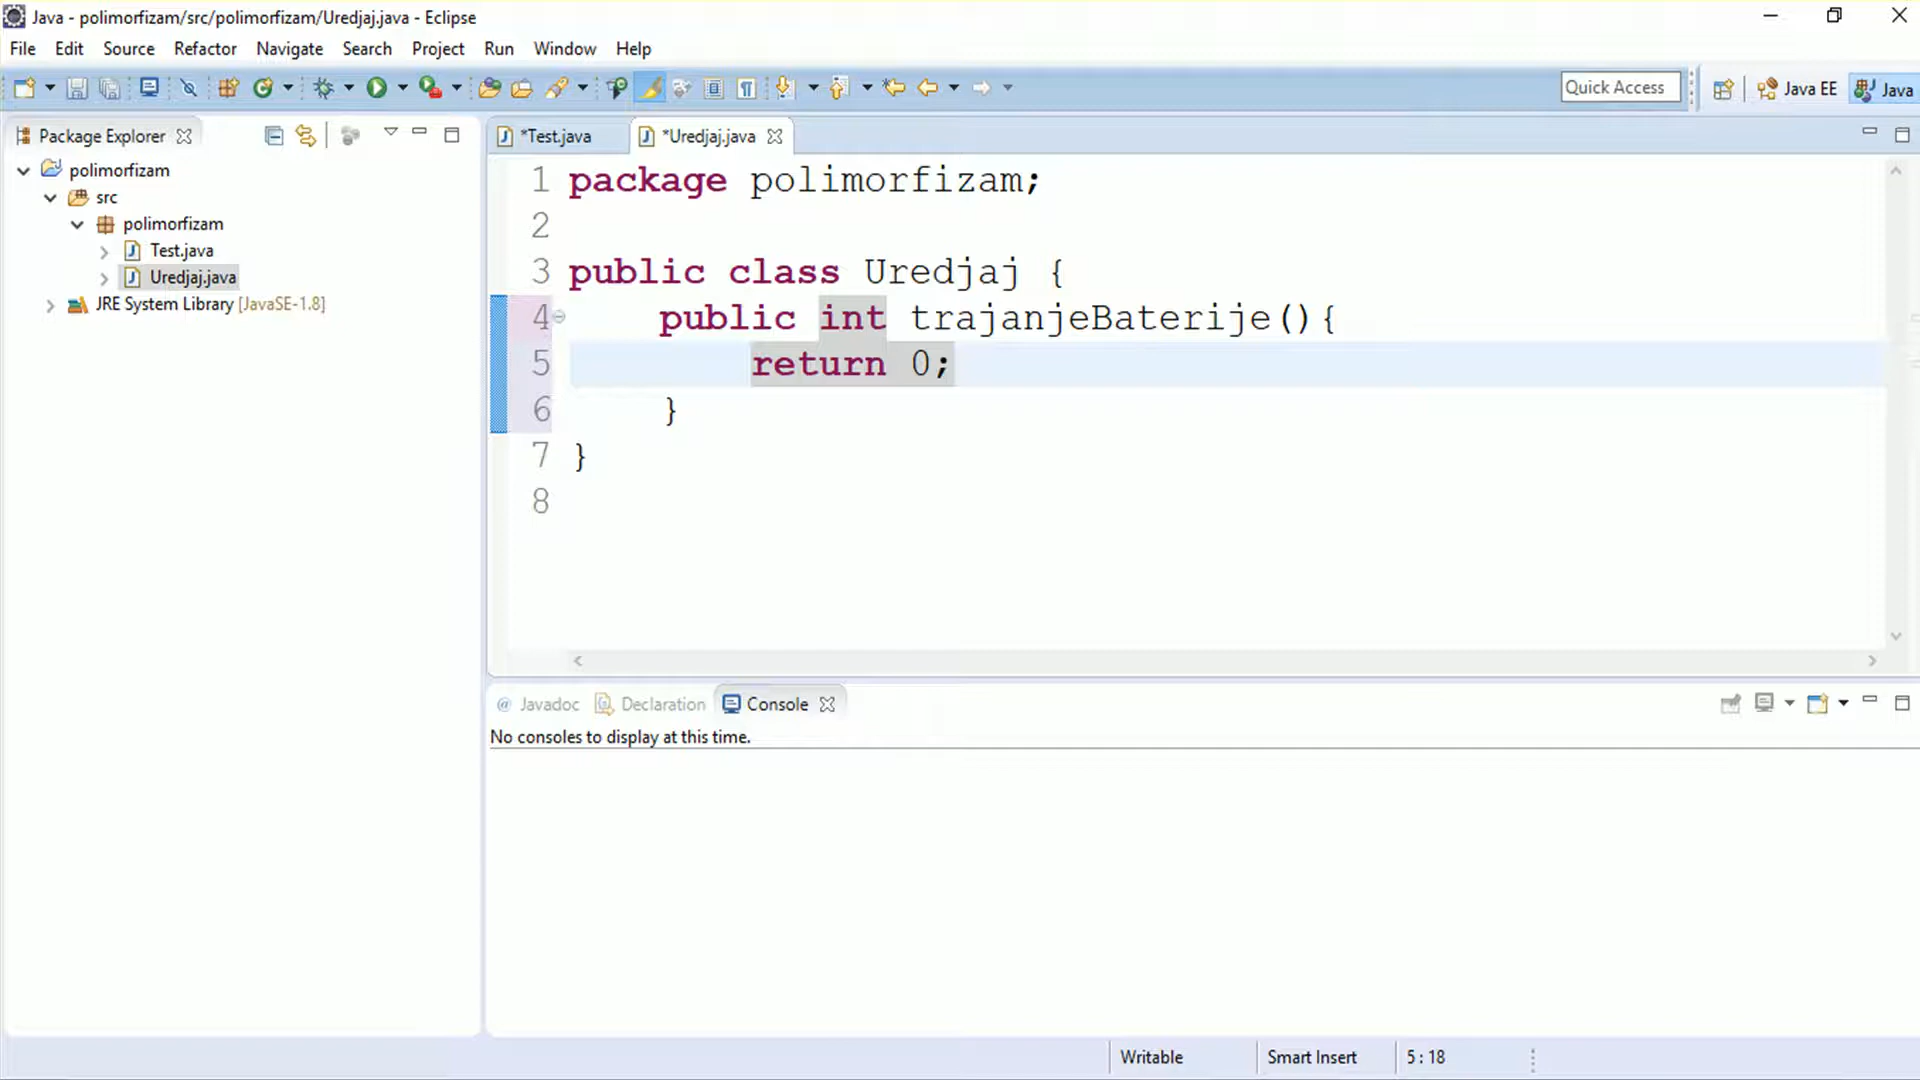 Java - polimorfizam/src/polimorfizam/Uredjaj.java - Eclipse
File Edit Source Refactor Navigate Search Project Run Window Help
Quick Access Java EE Java
Package Explorer
polimorfizam
src
polimorfizam
Test.java
Uredjaj.java
JRE System Library [JavaSE-1.8]
*Test.java *Uredjaj.java
1 package polimorfizam;
2
3 public class Uredjaj {
4 public int trajanjeBaterije(){
5 return 0;
6 }
7 }
8
@ Javadoc Declaration Console
No consoles to display at this time.
Writable Smart Insert 5 : 18